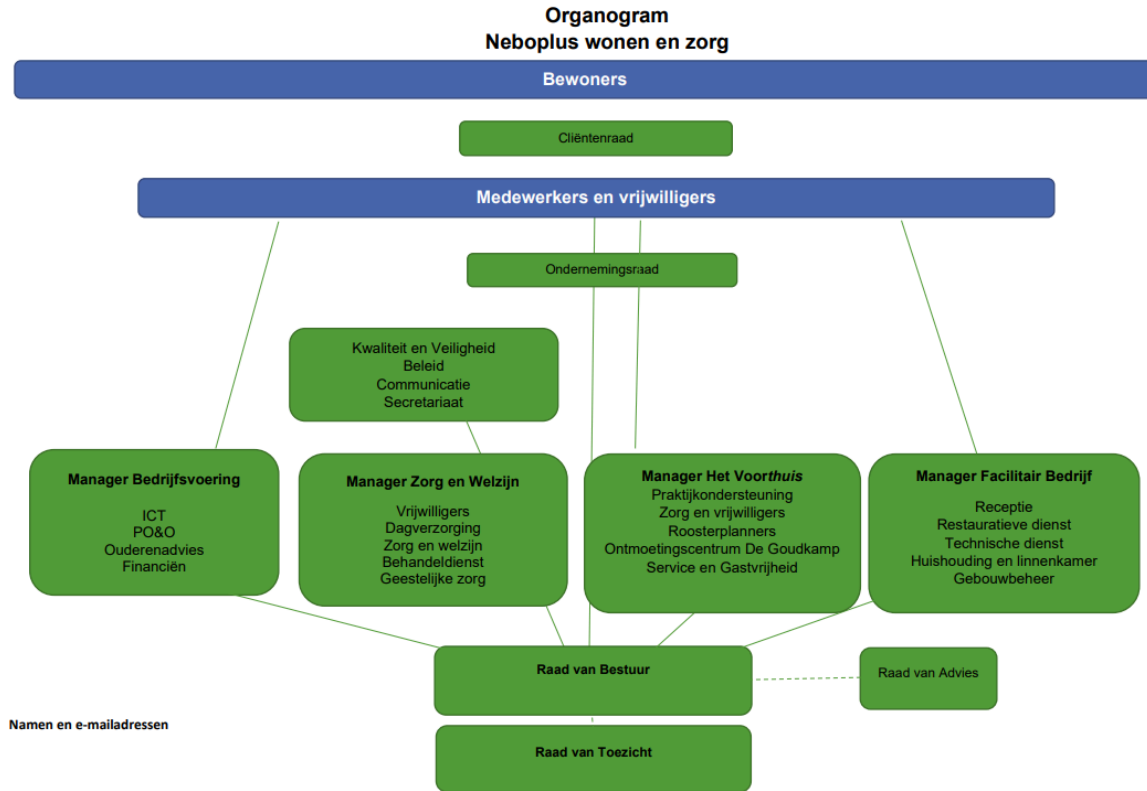 Organogram
Neboplus wonen en zorg
Bewoners
Cliëntenraad
Medewerkers en vrijwilligers
Ondernemingsraad
Kwaliteit en Veiligheid
Beleid
Communicatie
Secretariaat
Manager Bedrijfsvoering
ICT
PO&O
Ouderenadvies
Financiën
Manager Zorg en Welzijn
Vrijwilligers
Dagverzorging
Zorg en welzijn
Behandeldienst
Geestelijke zorg
Manager Het Voorthuis
Praktijkondersteuning
Zorg en vrijwilligers
Roosterplanners
Ontmoetingscentrum De Goudkamp
Service en Gastvrijheid
Manager Facilitair Bedrijf
Receptie
Restauratieve dienst
Technische dienst
Huishouding en linnenkamer
Gebouwbeheer
Raad van Bestuur
Raad van Advies
Namen en e-mailadressen
Raad van Toezicht